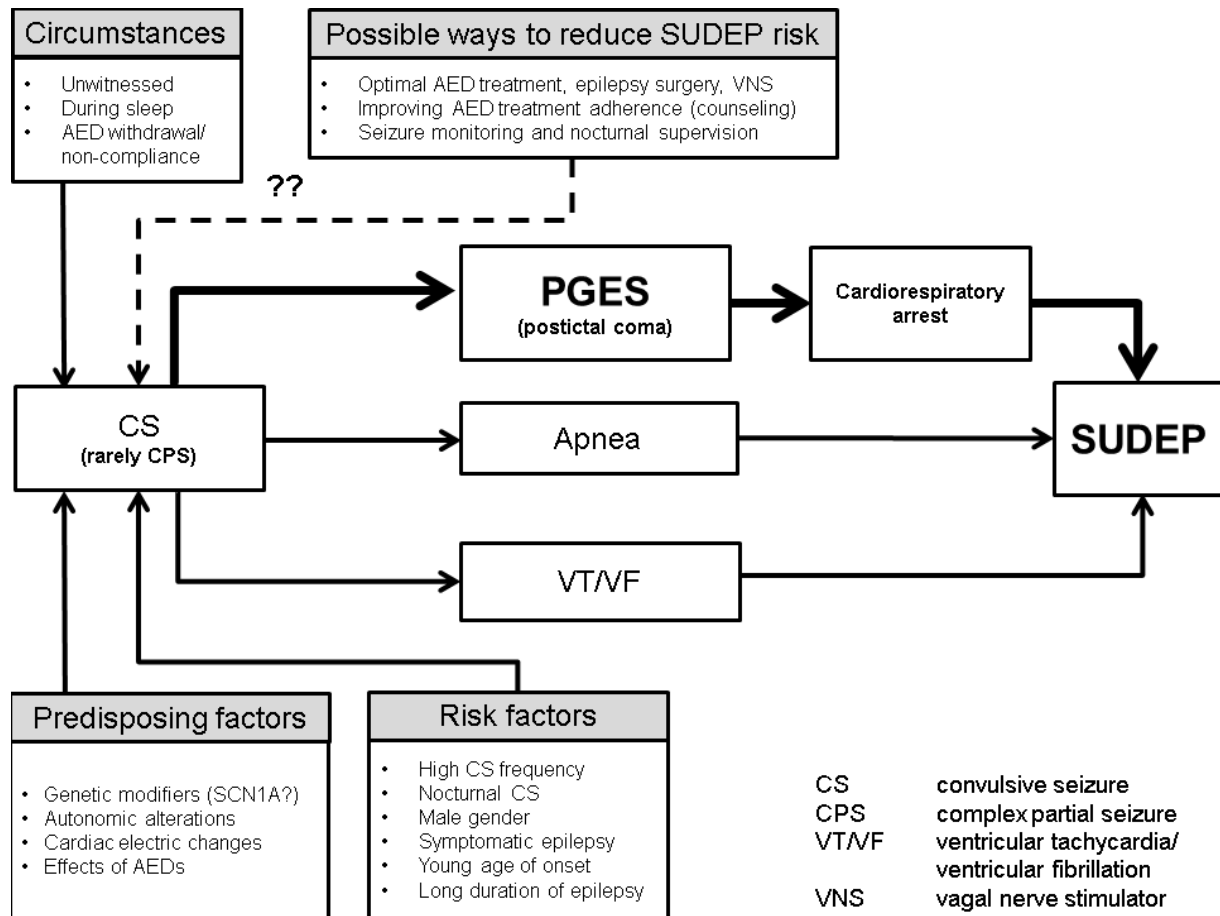 Circumstances
• Unwitnessed
• During sleep
• AED withdrawal/
non-compliance
Possible ways to reduce SUDEP risk
• Optimal AED treatment, epilepsy surgery, VNS
• Improving AED treatment adherence (counseling)
• Seizure monitoring and nocturnal supervision
??
PGES
(postictal coma)
Cardiorespiratory
arrest
CS
(rarely CPS)
Apnea
SUDEP
VT/VF
Predisposing factors
• Genetic modifiers (SCN1A?)
• Autonomic alterations
• Cardiac electric changes
• Effects of AEDs
Risk factors
• High CS frequency
• Nocturnal CS
• Male gender
• Symptomatic epilepsy
• Young age of onset
• Long duration of epilepsy
CS convulsive seizure
CPS complex partial seizure
VT/VF ventricular tachycardia/
ventricular fibrillation
VNS vagal nerve stimulator